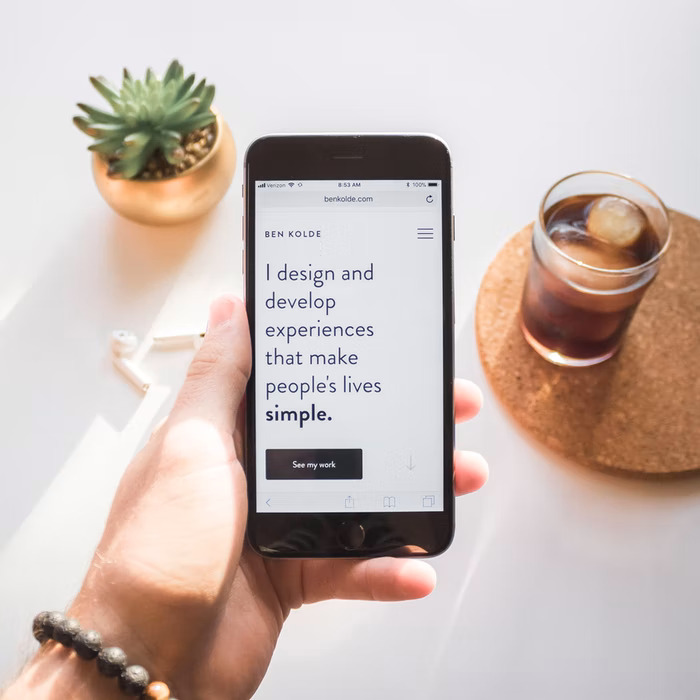 Verizon 8:53 AM 100%
benkolde.com
BEN KOLDE
I design and
develop
experiences
that make
people's lives
simple.
See my work